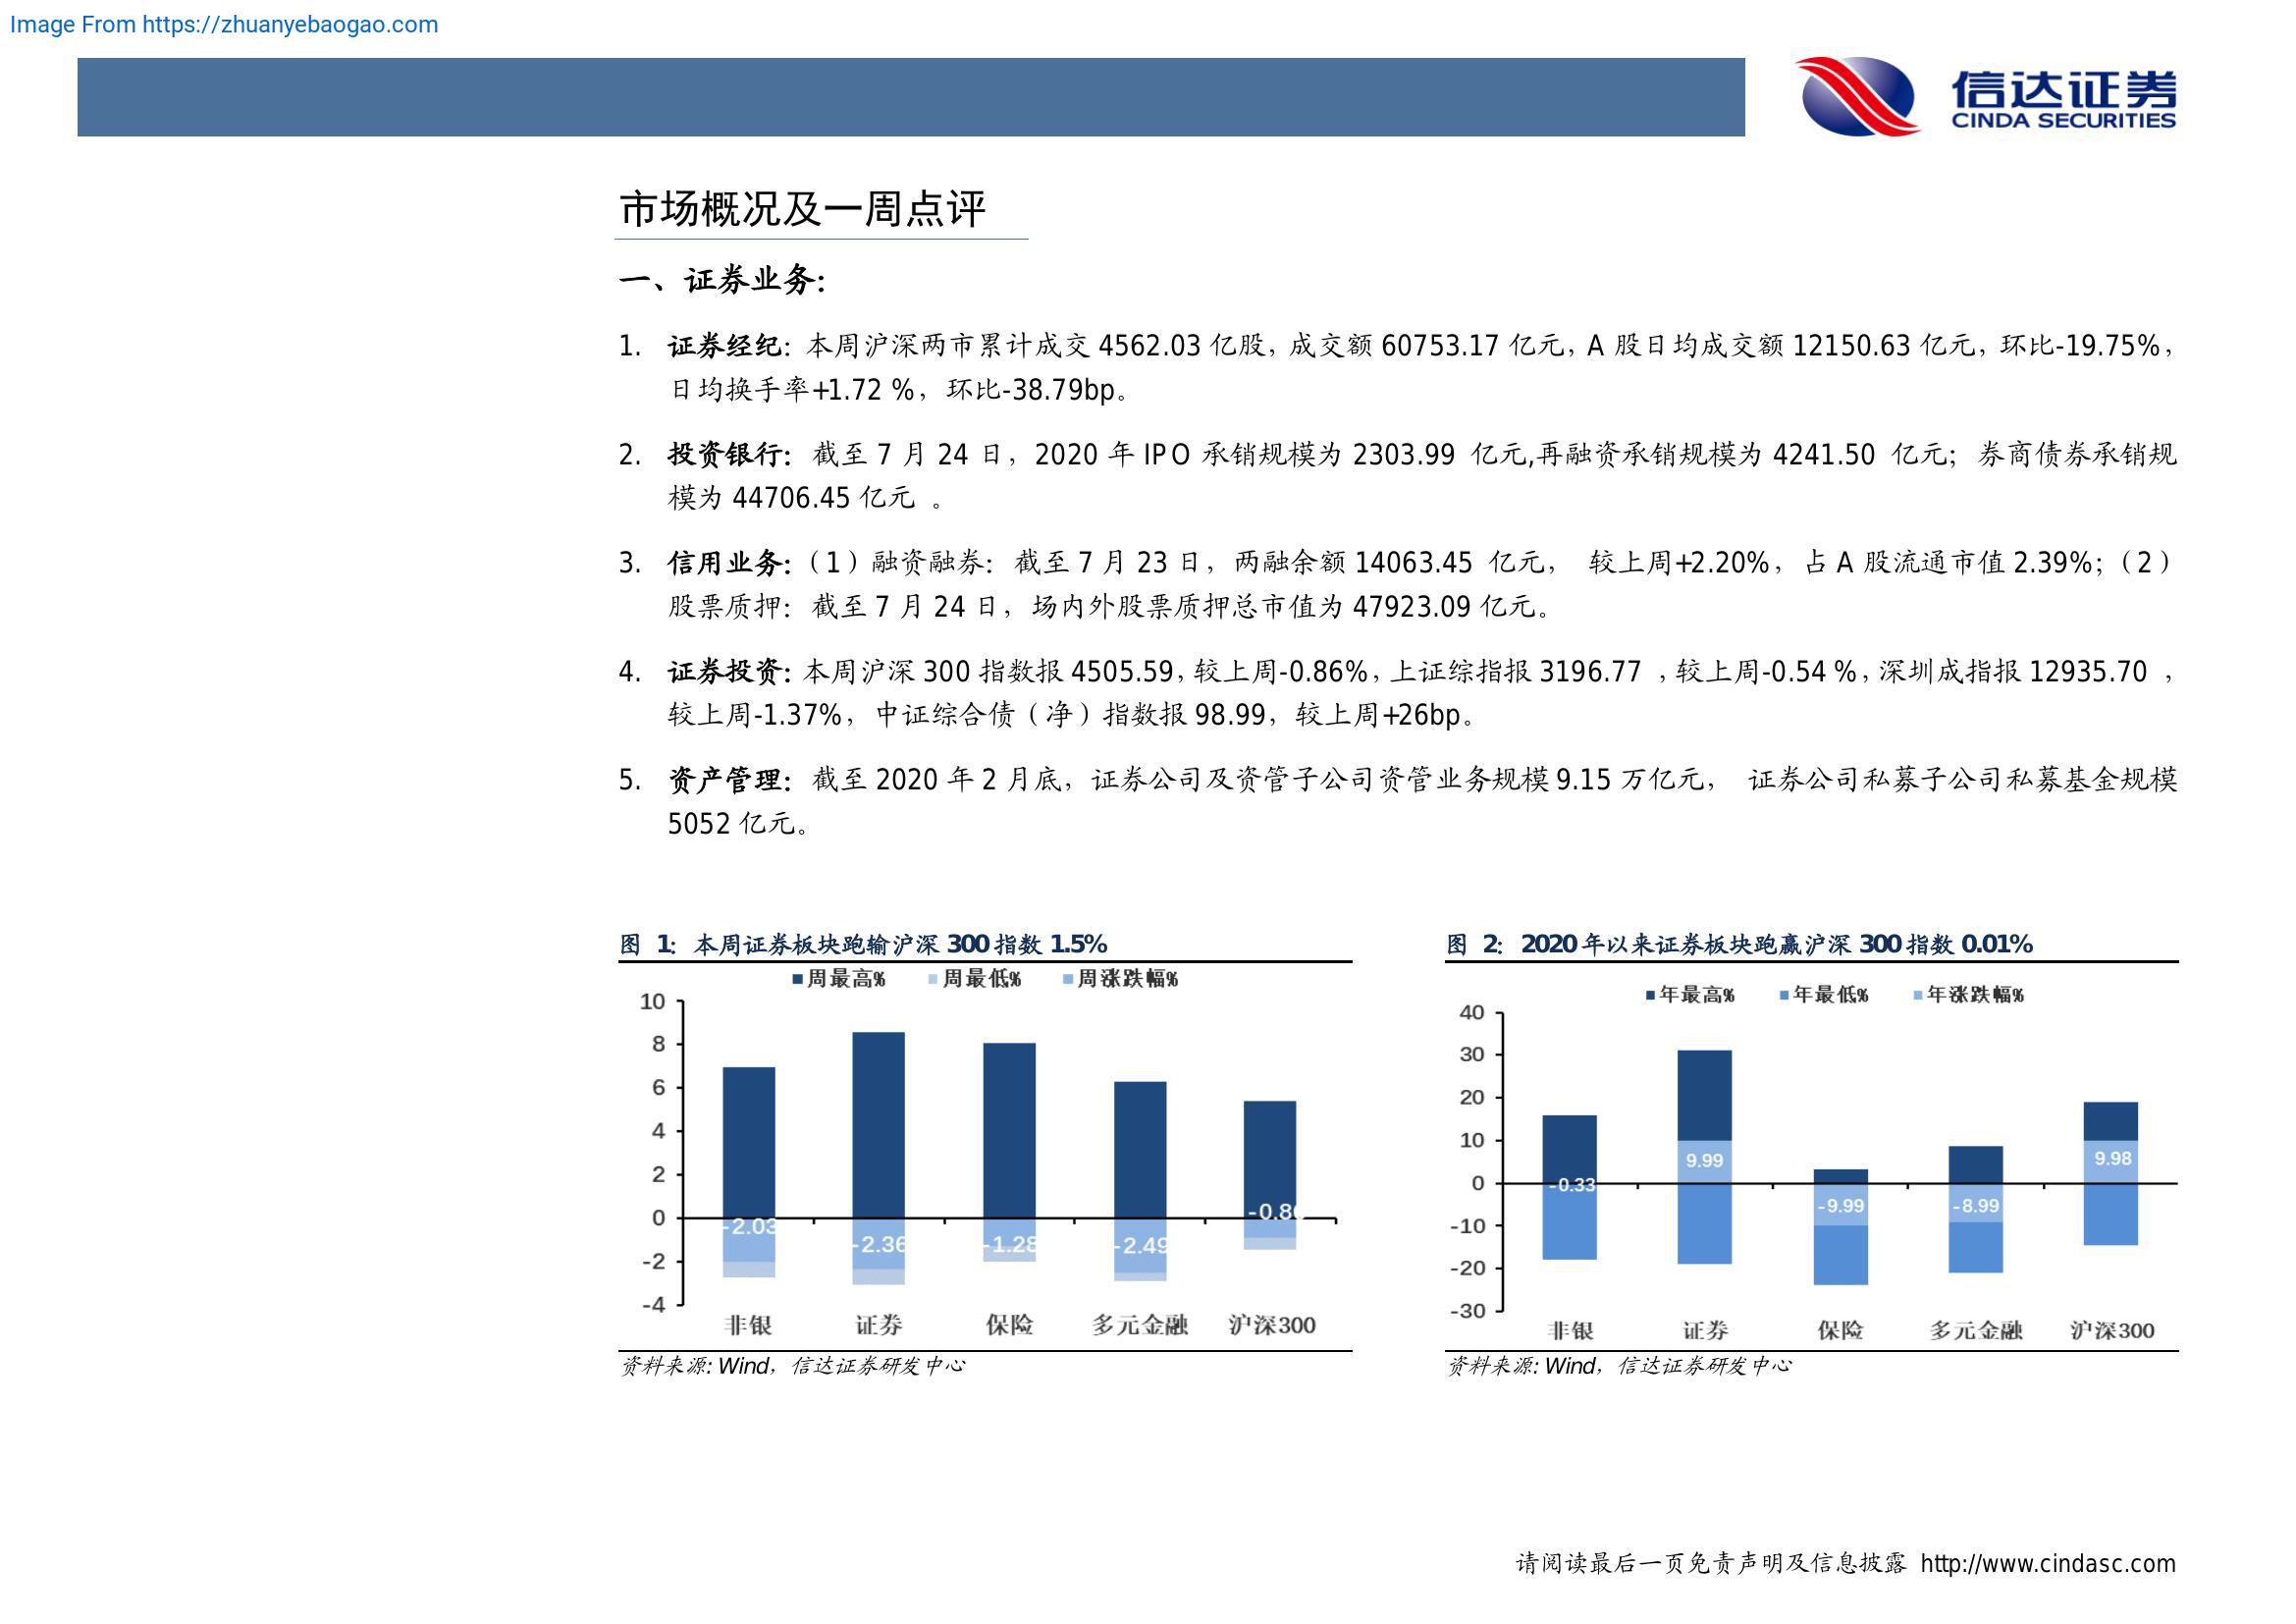 Image From https://zhuanyebaogao.com
信达证券
CINDA SECURITIES
市场概况及一周点评
一、证券业务:
1. 证券经纪: 本周沪深两市累计成交 4562.03 亿股, 成交额 60753.17 亿元, A 股日均成交额 12150.63 亿元, 环比-19.75%,
日均换手率+1.72 %, 环比-38.79bp。
2. 投资银行: 截至 7 月 24 日, 2020 年 IPO 承销规模为 2303.99 亿元,再融资承销规模为 4241.50 亿元; 券商债券承销规
模为 44706.45 亿元 。
3. 信用业务:(1)融资融券: 截至 7 月 23 日, 两融余额 14063.45 亿元, 较上周+2.20%, 占 A 股流通市值 2.39%;(2)
股票质押: 截至 7 月 24 日, 场内外股票质押总市值为 47923.09 亿元。
4. 证券投资: 本周沪深 300 指数报 4505.59, 较上周-0.86%, 上证综指报 3196.77 , 较上周-0.54 %, 深圳成指报 12935.70 ,
较上周-1.37%, 中证综合债(净)指数报 98.99, 较上周+26bp。
5. 资产管理: 截至 2020 年 2 月底, 证券公司及资管子公司资管业务规模 9.15 万亿元, 证券公司私募子公司私募基金规模
5052 亿元。
图 1: 本周证券板块跑输沪深 300 指数 1.5%
周最高% 周最低% 周涨跌幅%
10
8
6
4
2
0
-2
-4
-2.03 -2.36 -1.28 -2.49 -0.8
非银 证券 保险 多元金融 沪深300
资料来源: Wind, 信达证券研发中心
图 2: 2020 年以来证券板块跑赢沪深 300 指数 0.01%
年最高% 年最低% 年涨跌幅%
40
30
20
10
0
-10
-20
-30
-0.33 9.99 -9.99 -8.99 9.98
非银 证券 保险 多元金融 沪深300
资料来源: Wind, 信达证券研发中心
请阅读最后一页免责声明及信息披露 http://www.cindasc.com